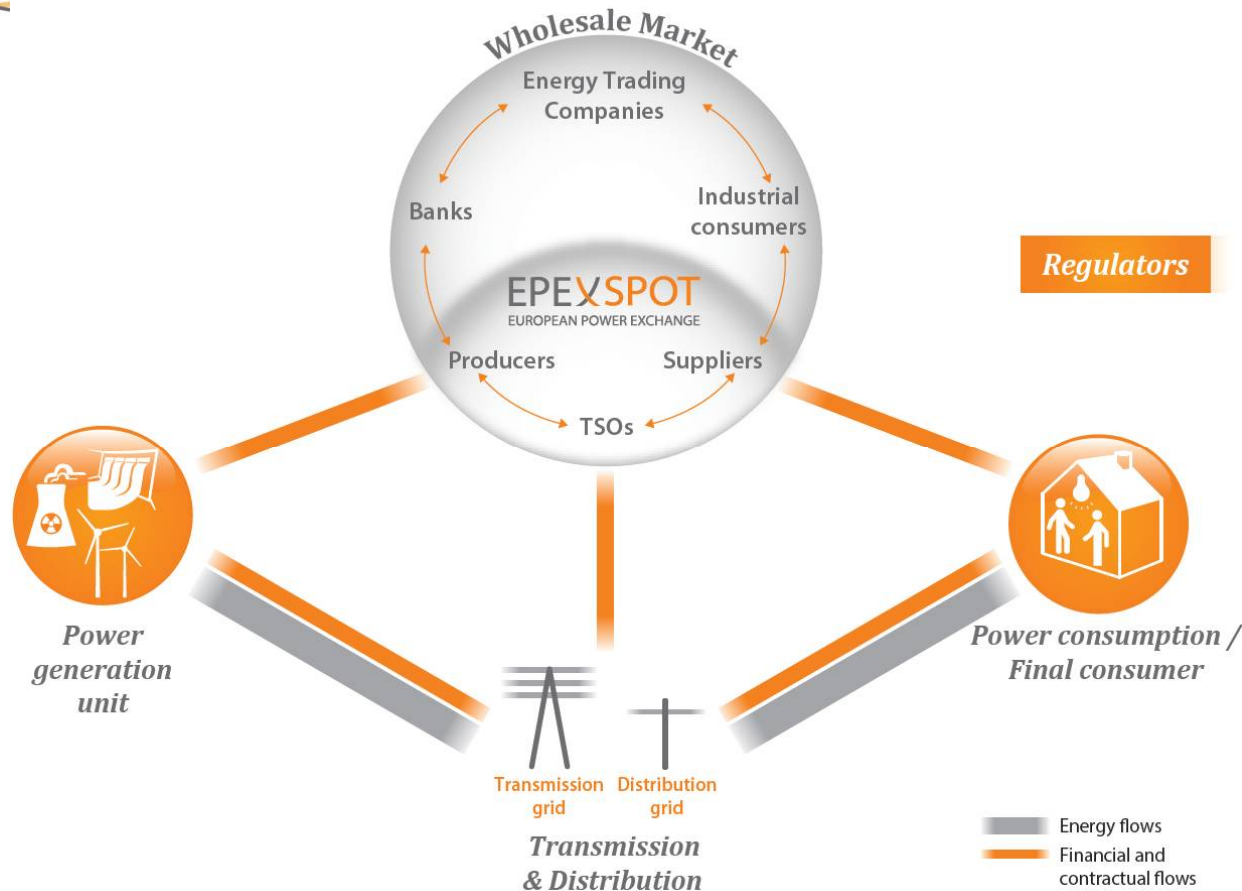 Wholesale Market
Energy Trading
Companies
Banks
Industrial
consumers
EPEXSPOT
EUROPEAN POWER EXCHANGE
Producers
Suppliers
TSOs
Regulators
Power
generation
unit
Power consumption /
Final consumer
Transmission
grid
Distribution
grid
Transmission
& Distribution
Energy flows
Financial and
contractual flows